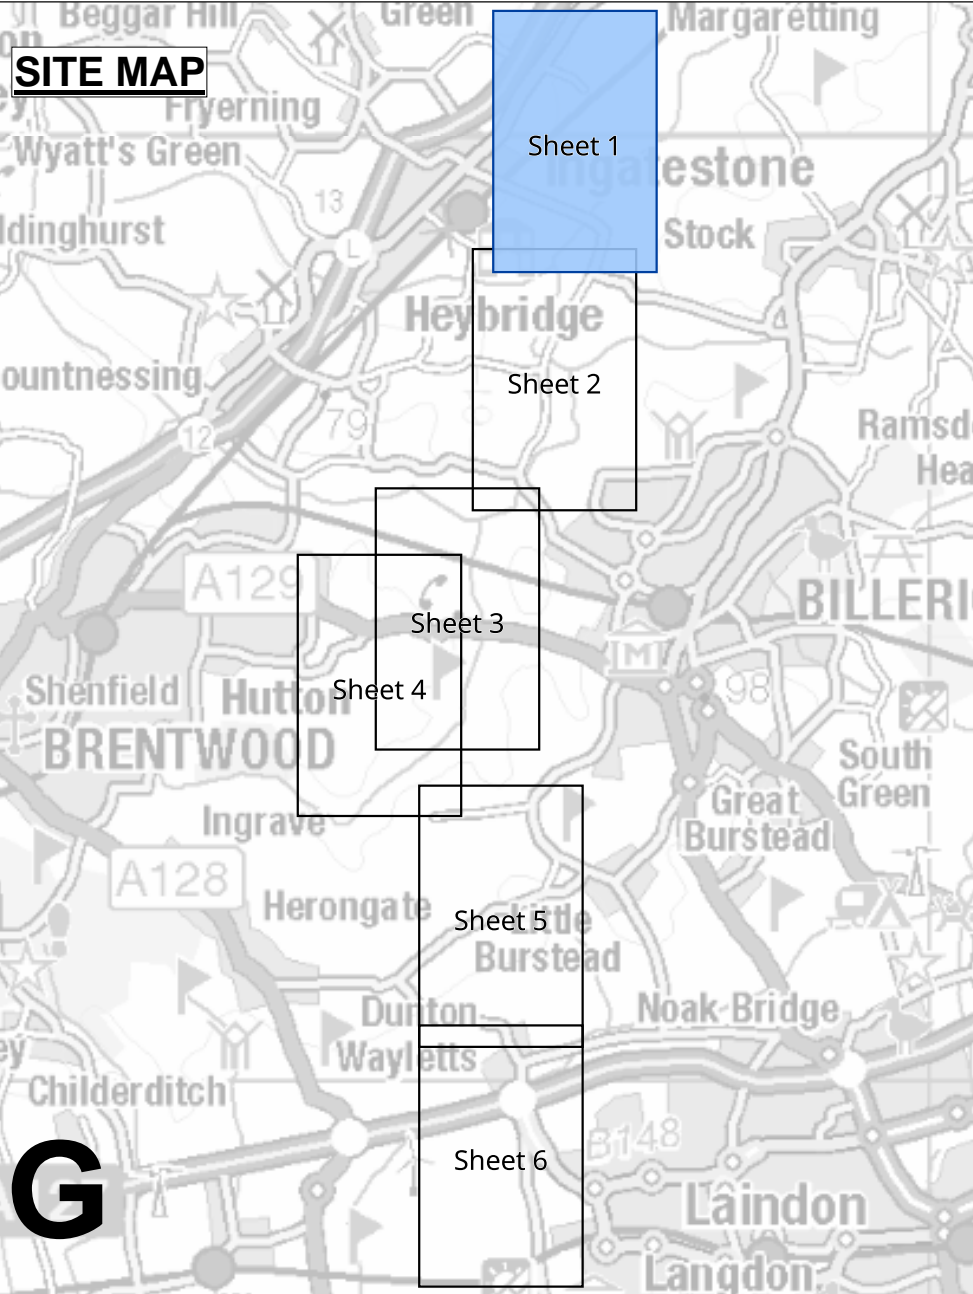 Beggar Hill
Green
Margaretting
SITE MAP
Fryerning
Wyatt's Green
Sheet 1
Ingatestone
13
ldinghurst
Stock
L
Heybridge
ountnessing
Sheet 2
12
79
Ramsd
Hea
A129
BILLERI
Sheet 3
M
Shenfield
Hutton
Sheet 4
98
BRENTWOOD
South
Green
Great
Burstead
Ingrave
A128
Herongate
Sheet 5
Little
Burstead
Dunton
Wayletts
Noak Bridge
ey
Childerditch
B148
Sheet 6
G
Laindon
Langdon